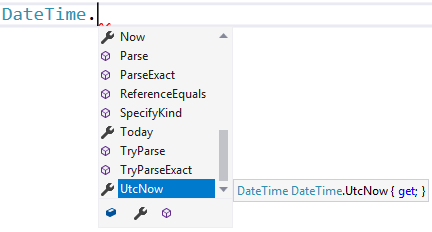 DateTime.
Now
Parse
ParseExact
ReferenceEquals
SpecifyKind
Today
TryParse
TryParseExact
UtcNow
DateTime DateTime.UtcNow { get; }